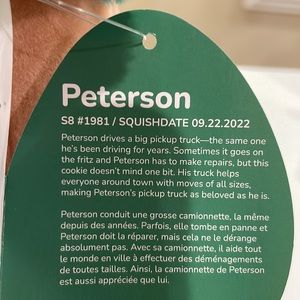 Peterson
S8 #1981 / SQUISHDATE 09.22.2022
Peterson drives a big pickup truck—the same one
he's been driving for years. Sometimes it goes on
the fritz and Peterson has to make repairs, but this
cookie doesn't mind one bit. His truck helps
everyone around town with moves of all sizes,
making Peterson's pickup truck as beloved as he is.
Peterson conduit une grosse camionnette, la même
depuis des années. Parfois, elle tombe en panne et
Peterson doit la réparer, mais cela ne le dérange
absolument pas. Avec sa camionnette, il aide tout
le monde en ville à effectuer des déménagements
de toutes tailles. Ainsi, la camionnette de Peterson
est aussi appréciée que lui.